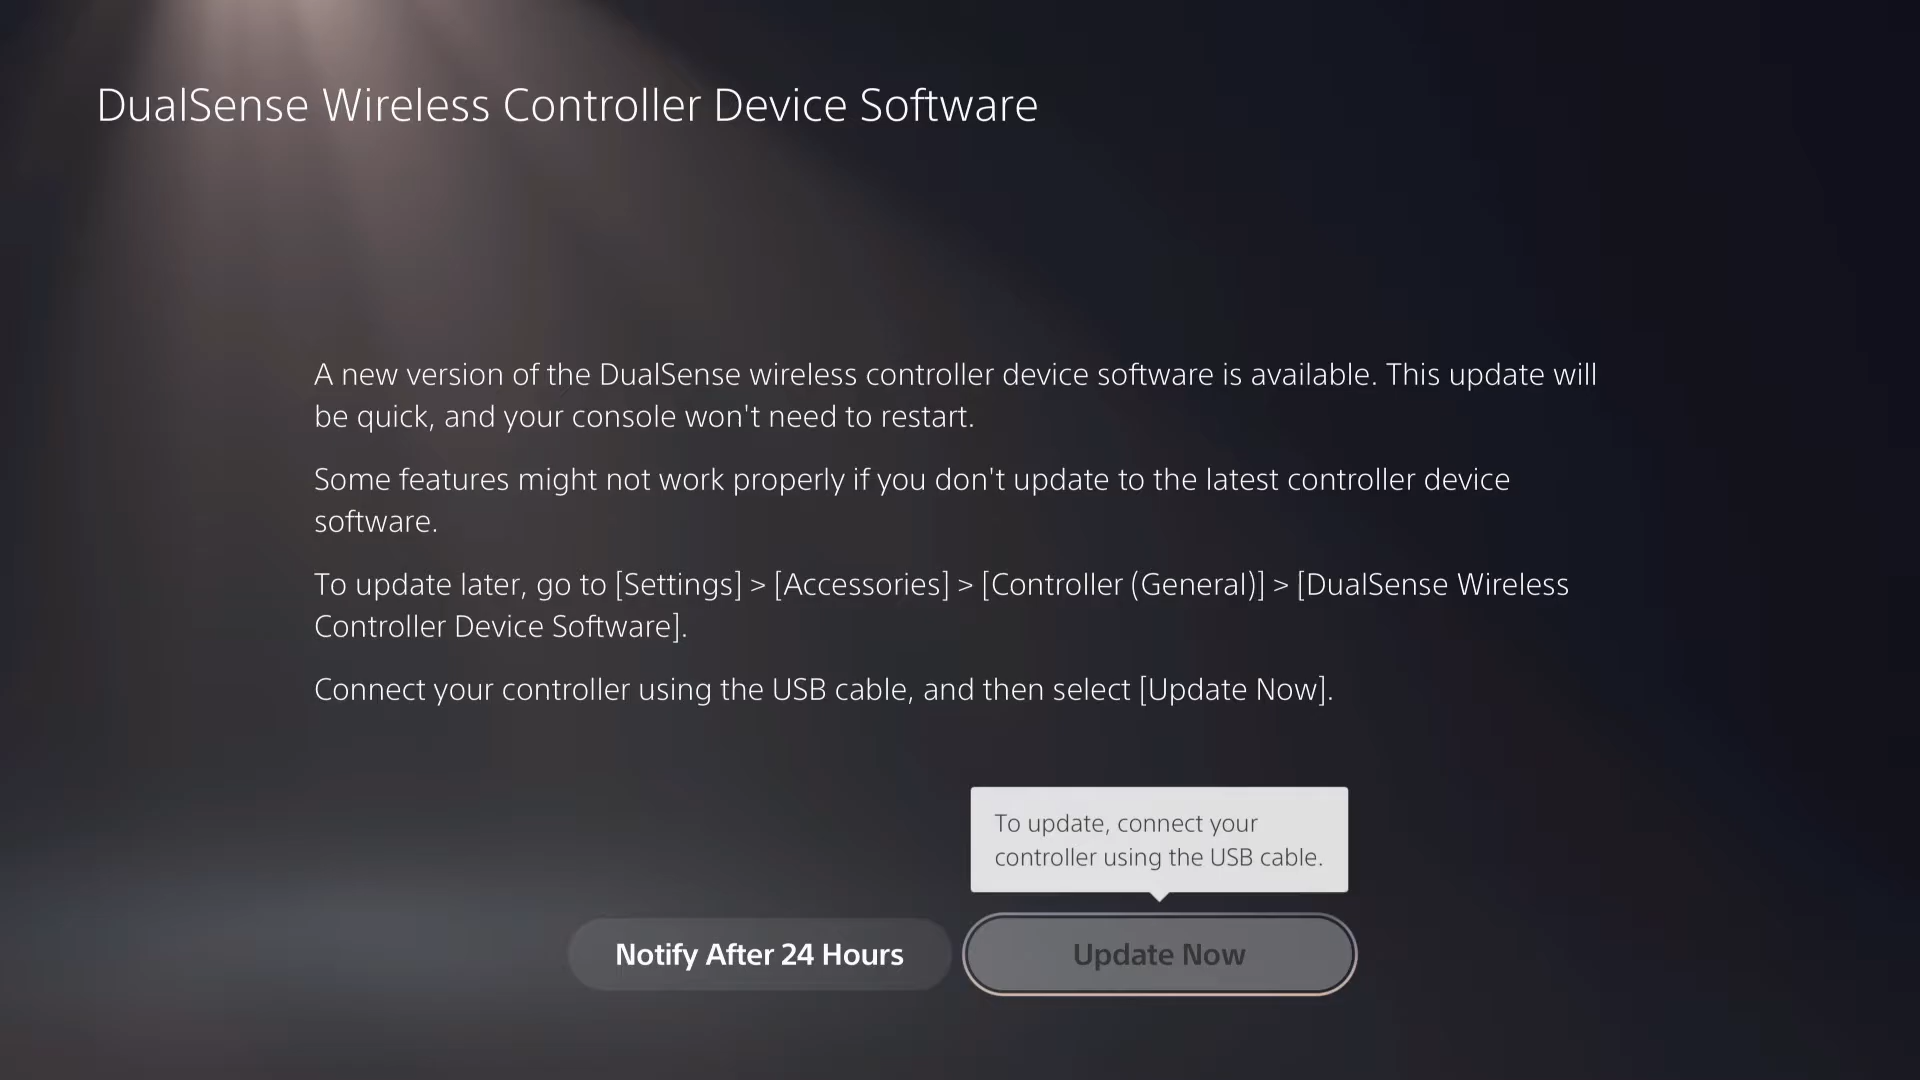 DualSense Wireless Controller Device Software
A new version of the DualSense wireless controller device software is available. This update will
be quick, and your console won't need to restart.
Some features might not work properly if you don't update to the latest controller device
software.
To update later, go to [Settings] > [Accessories] > [Controller (General)] > [DualSense Wireless
Controller Device Software].
Connect your controller using the USB cable, and then select [Update Now].
To update, connect your
controller using the USB cable.
Notify After 24 Hours
Update Now